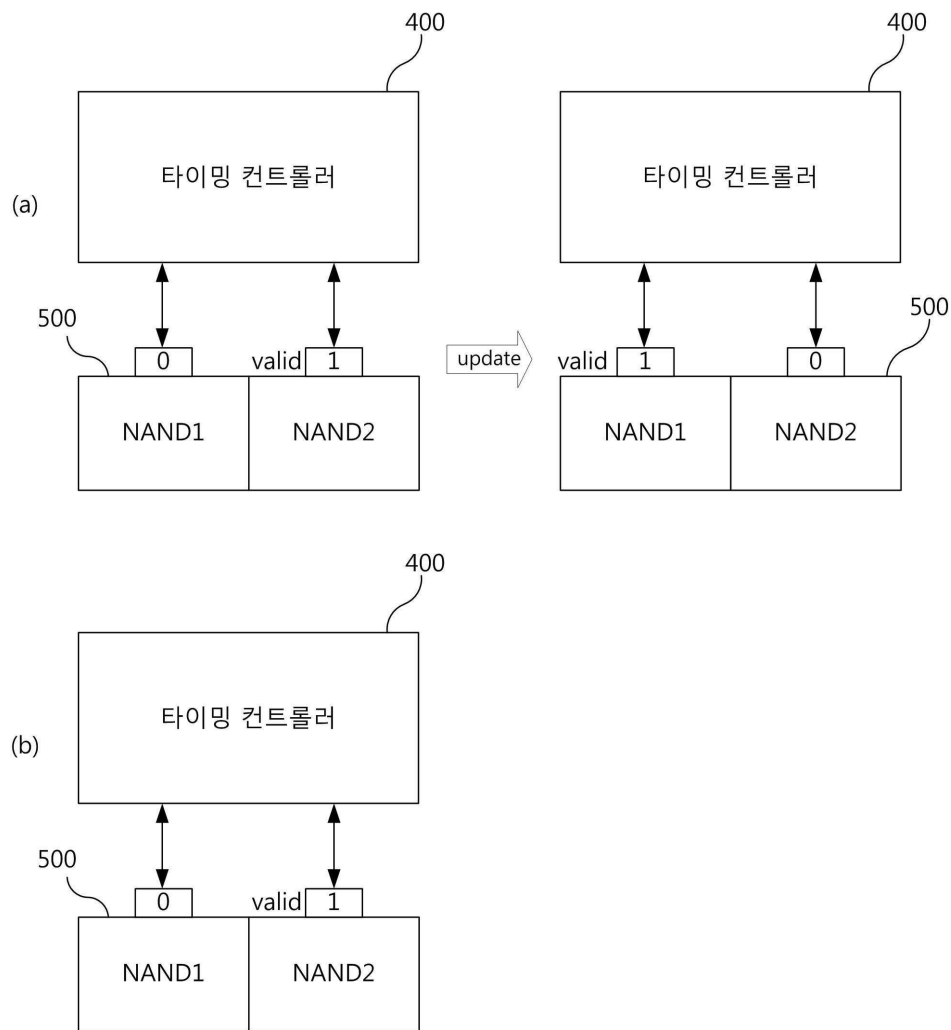 400
400
타이밍 컨트롤러
타이밍 컨트롤러
(a)
500
0
valid
1
update
valid
1
0
500
NAND1
NAND2
NAND1
NAND2
400
타이밍 컨트롤러
(b)
500
0
valid
1
NAND1
NAND2